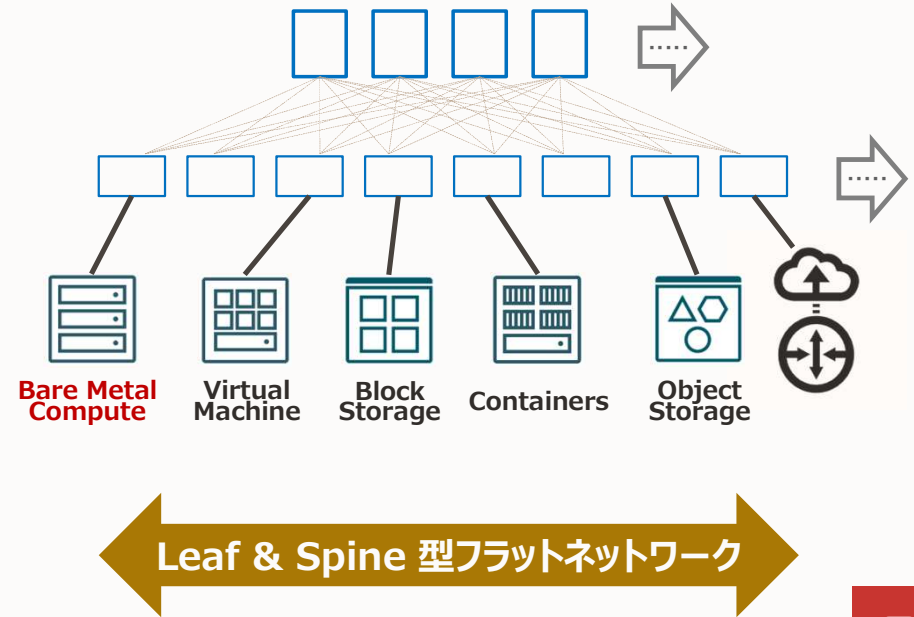 Bare Metal
Compute
Virtual
Machine
Block
Storage
Containers
Object
Storage
Leaf & Spine 型フラットネットワーク